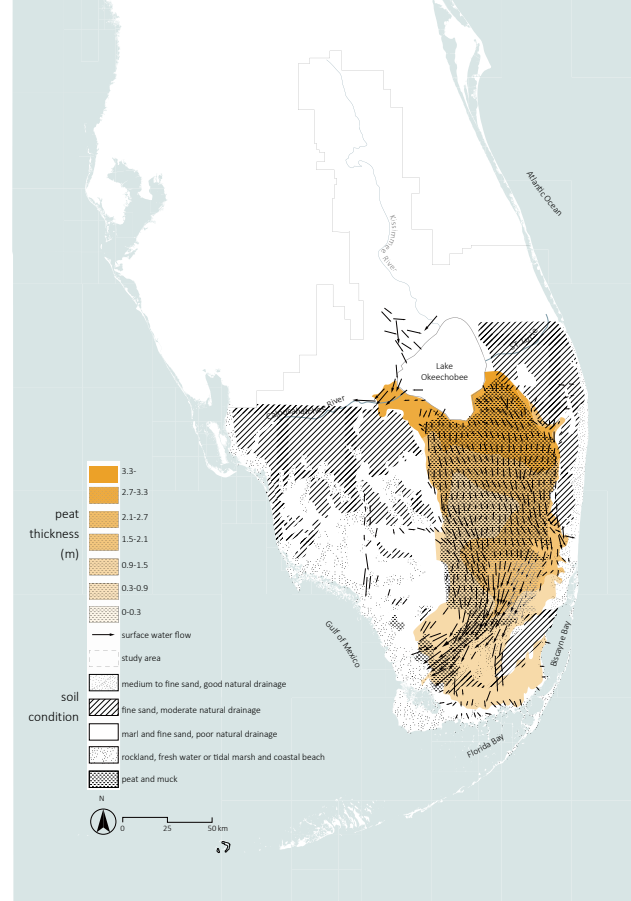 Atlantic Ocean
Kissimmee River
St. Lucie
Lake
Okeechobee
Caloosahatchee River
peat
thickness
(m)
3.3-
2.7-3.3
2.1-2.7
1.5-2.1
0.9-1.5
0.3-0.9
0-0.3
surface water flow
study area
Gulf of Mexico
Biscayne Bay
Florida Bay
soil
condition
medium to fine sand, good natural drainage
fine sand, moderate natural drainage
marl and fine sand, poor natural drainage
rockland, fresh water or tidal marsh and coastal beach
peat and muck
N
0
25
50 km